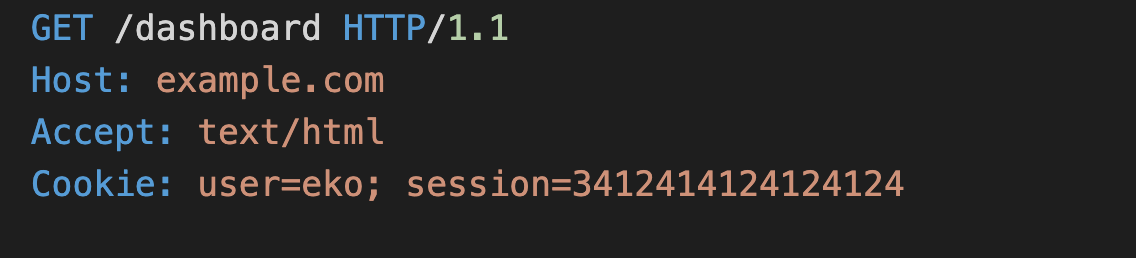 GET /dashboard HTTP/1.1
Host: example.com
Accept: text/html
Cookie: user=eko; session=3412414124124124